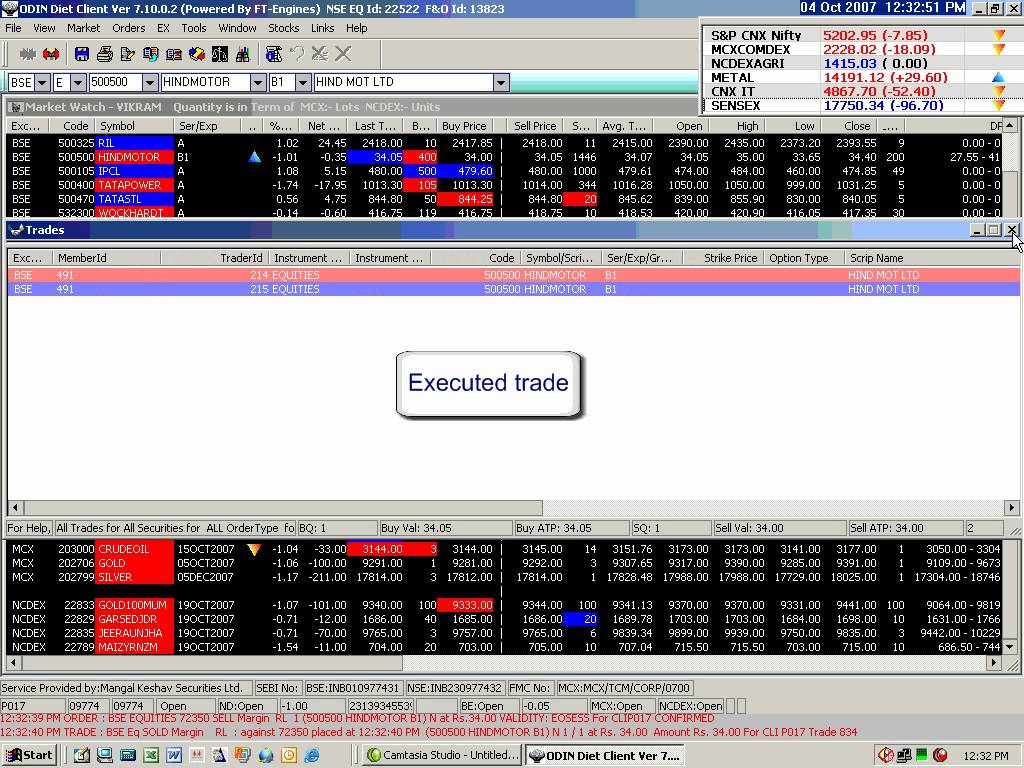 ODIN Diet Client Ver 7.10.0.2 (Powered By FT-Engines) NSE EQ Id: 22522 F&O Id: 13823 04 Oct 2007 12:32:51 PM
File View Market Orders EX Tools Window Stocks Links Help
S&P CNX Nifty 5202.95 (-7.85)
MCXCOMDEX 2228.02 (-18.09)
NCDEXAGRI 1415.03 ( 0.00)
METAL 14191.12 (+29.60)
CNX IT 4867.70 (-52.40)
SENSEX 17750.34 (-96.70)
BSE E 500500 HINDMOTOR B1 HIND MOT LTD
Market Watch - VIKRAM Quantity is in Term of MCX:- Lots NCDEX:- Units
Exc... Code Symbol Ser/Exp .. %... Net ... Last T... B... Buy Price Sell Price S... Avg. T... Open High Low Close ... DP
BSE 500325 RIL A 1.02 24.45 2418.00 10 2417.85 2418.00 11 2415.00 2390.00 2435.00 2373.20 2393.55 9 0.00 - 0
BSE 500500 HINDMOTOR B1 -1.01 -0.35 34.05 400 34.00 34.05 1446 34.07 34.05 35.00 33.65 34.40 200 27.55 - 41
BSE 500105 IPCL A 1.08 5.15 480.00 500 479.60 480.00 1000 479.61 474.00 484.00 460.00 474.85 49 0.00 - 0
BSE 500400 TATAPOWER A -1.74 -17.95 1013.30 105 1013.30 1014.00 344 1016.28 1050.00 1050.00 999.00 1031.25 5 0.00 - 0
BSE 500470 TATASTL A 0.56 4.75 844.80 50 844.25 844.80 20 845.62 839.00 855.90 830.00 840.05 5 0.00 - 0
BSE 532300 WOCKHARDT A -0.14 -0.60 416.75 119 416.75 418.75 10 418.53 420.90 420.90 416.00 417.35 30 0.00 - 0
Trades
Exc... MemberId TraderId Instrument ... Instrument ... Code Symbol/Scri... Ser/Exp/Gr... Strike Price Option Type Scrip Name
BSE 491 214 EQUITIES 500500 HINDMOTOR B1 HIND MOT LTD
BSE 491 215 EQUITIES 500500 HINDMOTOR B1 HIND MOT LTD
Executed trade
For Help, All Trades for All Securities for ALL OrderType fo BQ: 1 Buy Val: 34.05 Buy ATP: 34.05 SQ: 1 Sell Val: 34.00 Sell ATP: 34.00 2
MCX 203000 CRUDEOIL 15OCT2007 -1.04 -33.00 3144.00 3 3144.00 3145.00 14 3151.76 3173.00 3173.00 3141.00 3177.00 1 3050.00 - 3304
MCX 202706 GOLD 05OCT2007 -1.06 -100.00 9291.00 1 9281.00 9292.00 3 9307.65 9317.00 9390.00 9285.00 9391.00 1 9109.00 - 9673
MCX 202799 SILVER 05DEC2007 -1.17 -211.00 17814.00 3 17812.00 17814.00 1 17828.48 17988.00 17988.00 17729.00 18025.00 1 17304.00 - 18746
NCDEX 22833 GOLD100MUM 19OCT2007 -1.07 -101.00 9340.00 100 9333.00 9344.00 100 9341.13 9370.00 9370.00 9331.00 9441.00 100 9064.00 - 9819
NCDEX 22829 GARSEDJDR 19OCT2007 -0.71 -12.00 1686.00 40 1685.00 1686.00 20 1689.78 1703.00 1703.00 1684.00 1698.00 10 1631.00 - 1766
NCDEX 22835 JEERAUNJHA 19OCT2007 -0.71 -70.00 9765.00 3 9757.00 9765.00 6 9839.34 9899.00 9939.00 9750.00 9835.00 3 9442.00 - 10229
NCDEX 22789 MAIZYRNZM 19OCT2007 -1.54 -11.00 704.00 20 703.00 705.00 10 707.04 715.50 715.50 703.00 715.00 10 686.50 - 744
Service Provided by:Mangal Keshav Securities Ltd. SEBI No: BSE:INB010977431 NSE:INB230977432 FMC No: MCX:MCX/TCM/CORP/0700
P017 09774 09774 Open ND:Open -1.00 BE:Open -0.05 MCX:Open NCDEX:Open
12:32:39 PM ORDER : BSE EQUITIES 72350 SELL Margin RL 1 (500500 HINDMOTOR B1) N at Rs.34.00 VALIDITY: EOSESS For CLIP017 CONFIRMED
12:32:40 PM TRADE : BSE Eq SOLD Margin RL : against 72350 placed at 12:32:40 PM (500500 HINDMOTOR B1) N 1 / 1 at Rs. 34.00 Amount Rs. 34.00 For CLI P017 Trade 834
Start Camtasia Studio - Untitled... ODIN Diet Client Ver 7.... 12:32 PM